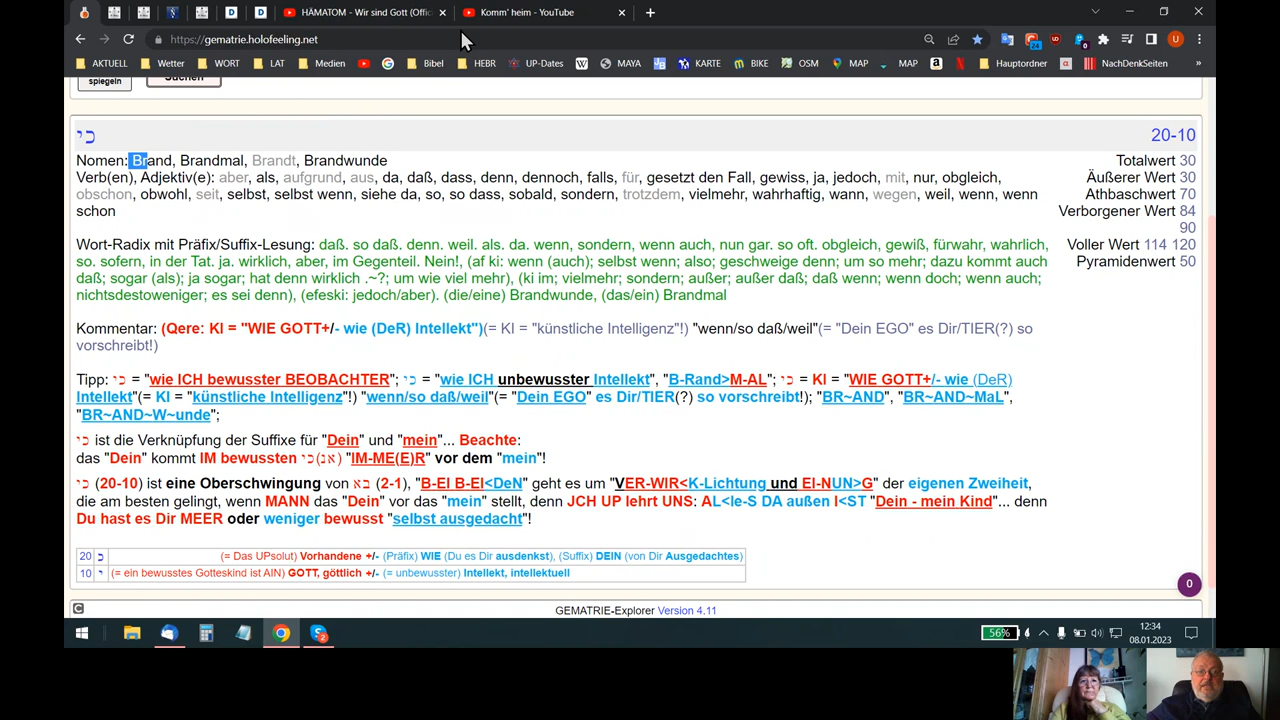 HÄMATOM - Wir sind Gott (Offic
Komm' heim - YouTube
https://gematrie.holofeeling.net
AKTUELL Wetter WORT LAT Medien Bibel HEBR UP-Dates MAYA KARTE BIKE OSM MAP MAP Hauptordner NachDenkSeiten »
spiegeln
Suchen
כי 20-10
Nomen: Brand, Brandmal, Brandt, Brandwunde
Verb(en), Adjektiv(e): aber, als, aufgrund, aus, da, daß, dass, denn, dennoch, falls, für, gesetzt den Fall, gewiss, ja, jedoch, mit, nur, obgleich,
obschon, obwohl, seit, selbst, selbst wenn, siehe da, so, so dass, sobald, sondern, trotzdem, vielmehr, wahrhaftig, wann, wegen, weil, wenn, wenn
schon
Totalwert 30
Äußerer Wert 30
Athbaschwert 70
Verborgener Wert 84
90
Voller Wert 114 120
Pyramidenwert 50
Wort-Radix mit Präfix/Suffix-Lesung: daß. so daß. denn. weil. als. da. wenn, sondern, wenn auch, nun gar. so oft. obgleich, gewiß, fürwahr, wahrlich,
so. sofern, in der Tat. ja. wirklich, aber, im Gegenteil. Nein!, (af ki: wenn (auch); selbst wenn; also; geschweige denn; um so mehr; dazu kommt auch
daß; sogar (als); ja sogar; hat denn wirklich .~?; um wie viel mehr), (ki im; vielmehr; sondern; außer; außer daß; daß wenn; wenn doch; wenn auch;
nichtsdestoweniger; es sei denn), (efeski: jedoch/aber). (die/eine) Brandwunde, (das/ein) Brandmal
Kommentar: (Qere: KI = "WIE GOTT+/- wie (DeR) Intellekt")(= KI = "künstliche Intelligenz"!) "wenn/so daß/weil"(= "Dein EGO" es Dir/TIER(?) so
vorschreibt!)
Tipp: כי = "wie ICH bewusster BEOBACHTER"; כי = "wie ICH unbewusster Intellekt", "B-Rand>M-AL"; כי = KI = "WIE GOTT+/- wie (DeR)
Intellekt"(= KI = "künstliche Intelligenz"!) "wenn/so daß/weil"(= "Dein EGO" es Dir/TIER(?) so vorschreibt!); "BR~AND", "BR~AND~MaL",
"BR~AND~W~unde";
כי ist die Verknüpfung der Suffixe für "Dein" und "mein"... Beachte:
das "Dein" kommt IM bewussten אנ)כי) "IM-ME(E)R" vor dem "mein"!
כי (20-10) ist eine Oberschwingung von בא (2-1), "B-EI B-EI<DeN" geht es um "VER-WIR<K-Lichtung und EI-NUN>G" der eigenen Zweiheit,
die am besten gelingt, wenn MANN das "Dein" vor das "mein" stellt, denn JCH UP lehrt UNS: AL<le-S DA außen I<ST "Dein - mein Kind"... denn
Du hast es Dir MEER oder weniger bewusst "selbst ausgedacht"!
20 כ (= Das UPsolut) Vorhandene +/- (Präfix) WIE (Du es Dir ausdenkst), (Suffix) DEIN (von Dir Ausgedachtes)
10 י (= ein bewusstes Gotteskind ist AIN) GOTT, göttlich +/- (= unbewusster) Intellekt, intellektuell
0
GEMATRIE-Explorer Version 4.11
56%
12:34
08.01.2023